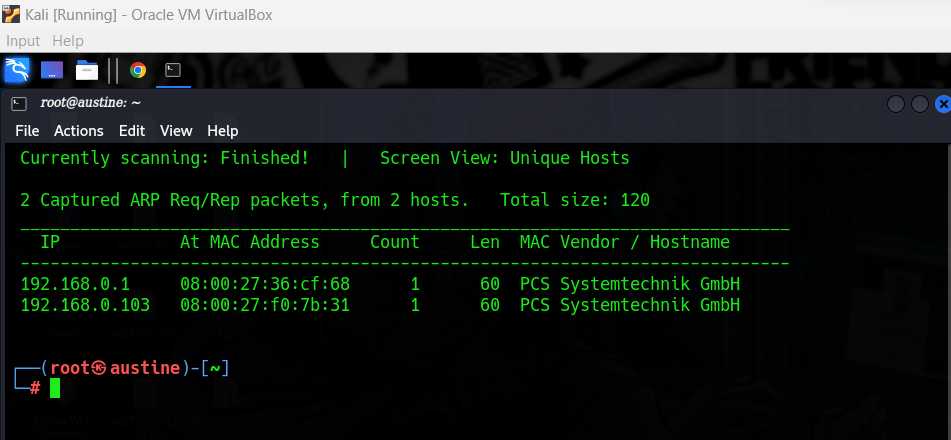 Kali [Running] - Oracle VM VirtualBox
Input Help
root@austine: ~
File Actions Edit View Help
Currently scanning: Finished! | Screen View: Unique Hosts
2 Captured ARP Req/Rep packets, from 2 hosts. Total size: 120
_____________________________________________________________________________
IP At MAC Address Count Len MAC Vendor / Hostname
-----------------------------------------------------------------------------
192.168.0.1 08:00:27:36:cf:68 1 60 PCS Systemtechnik GmbH
192.168.0.103 08:00:27:f0:7b:31 1 60 PCS Systemtechnik GmbH
┌──(root㉿austine)-[~]
└─#